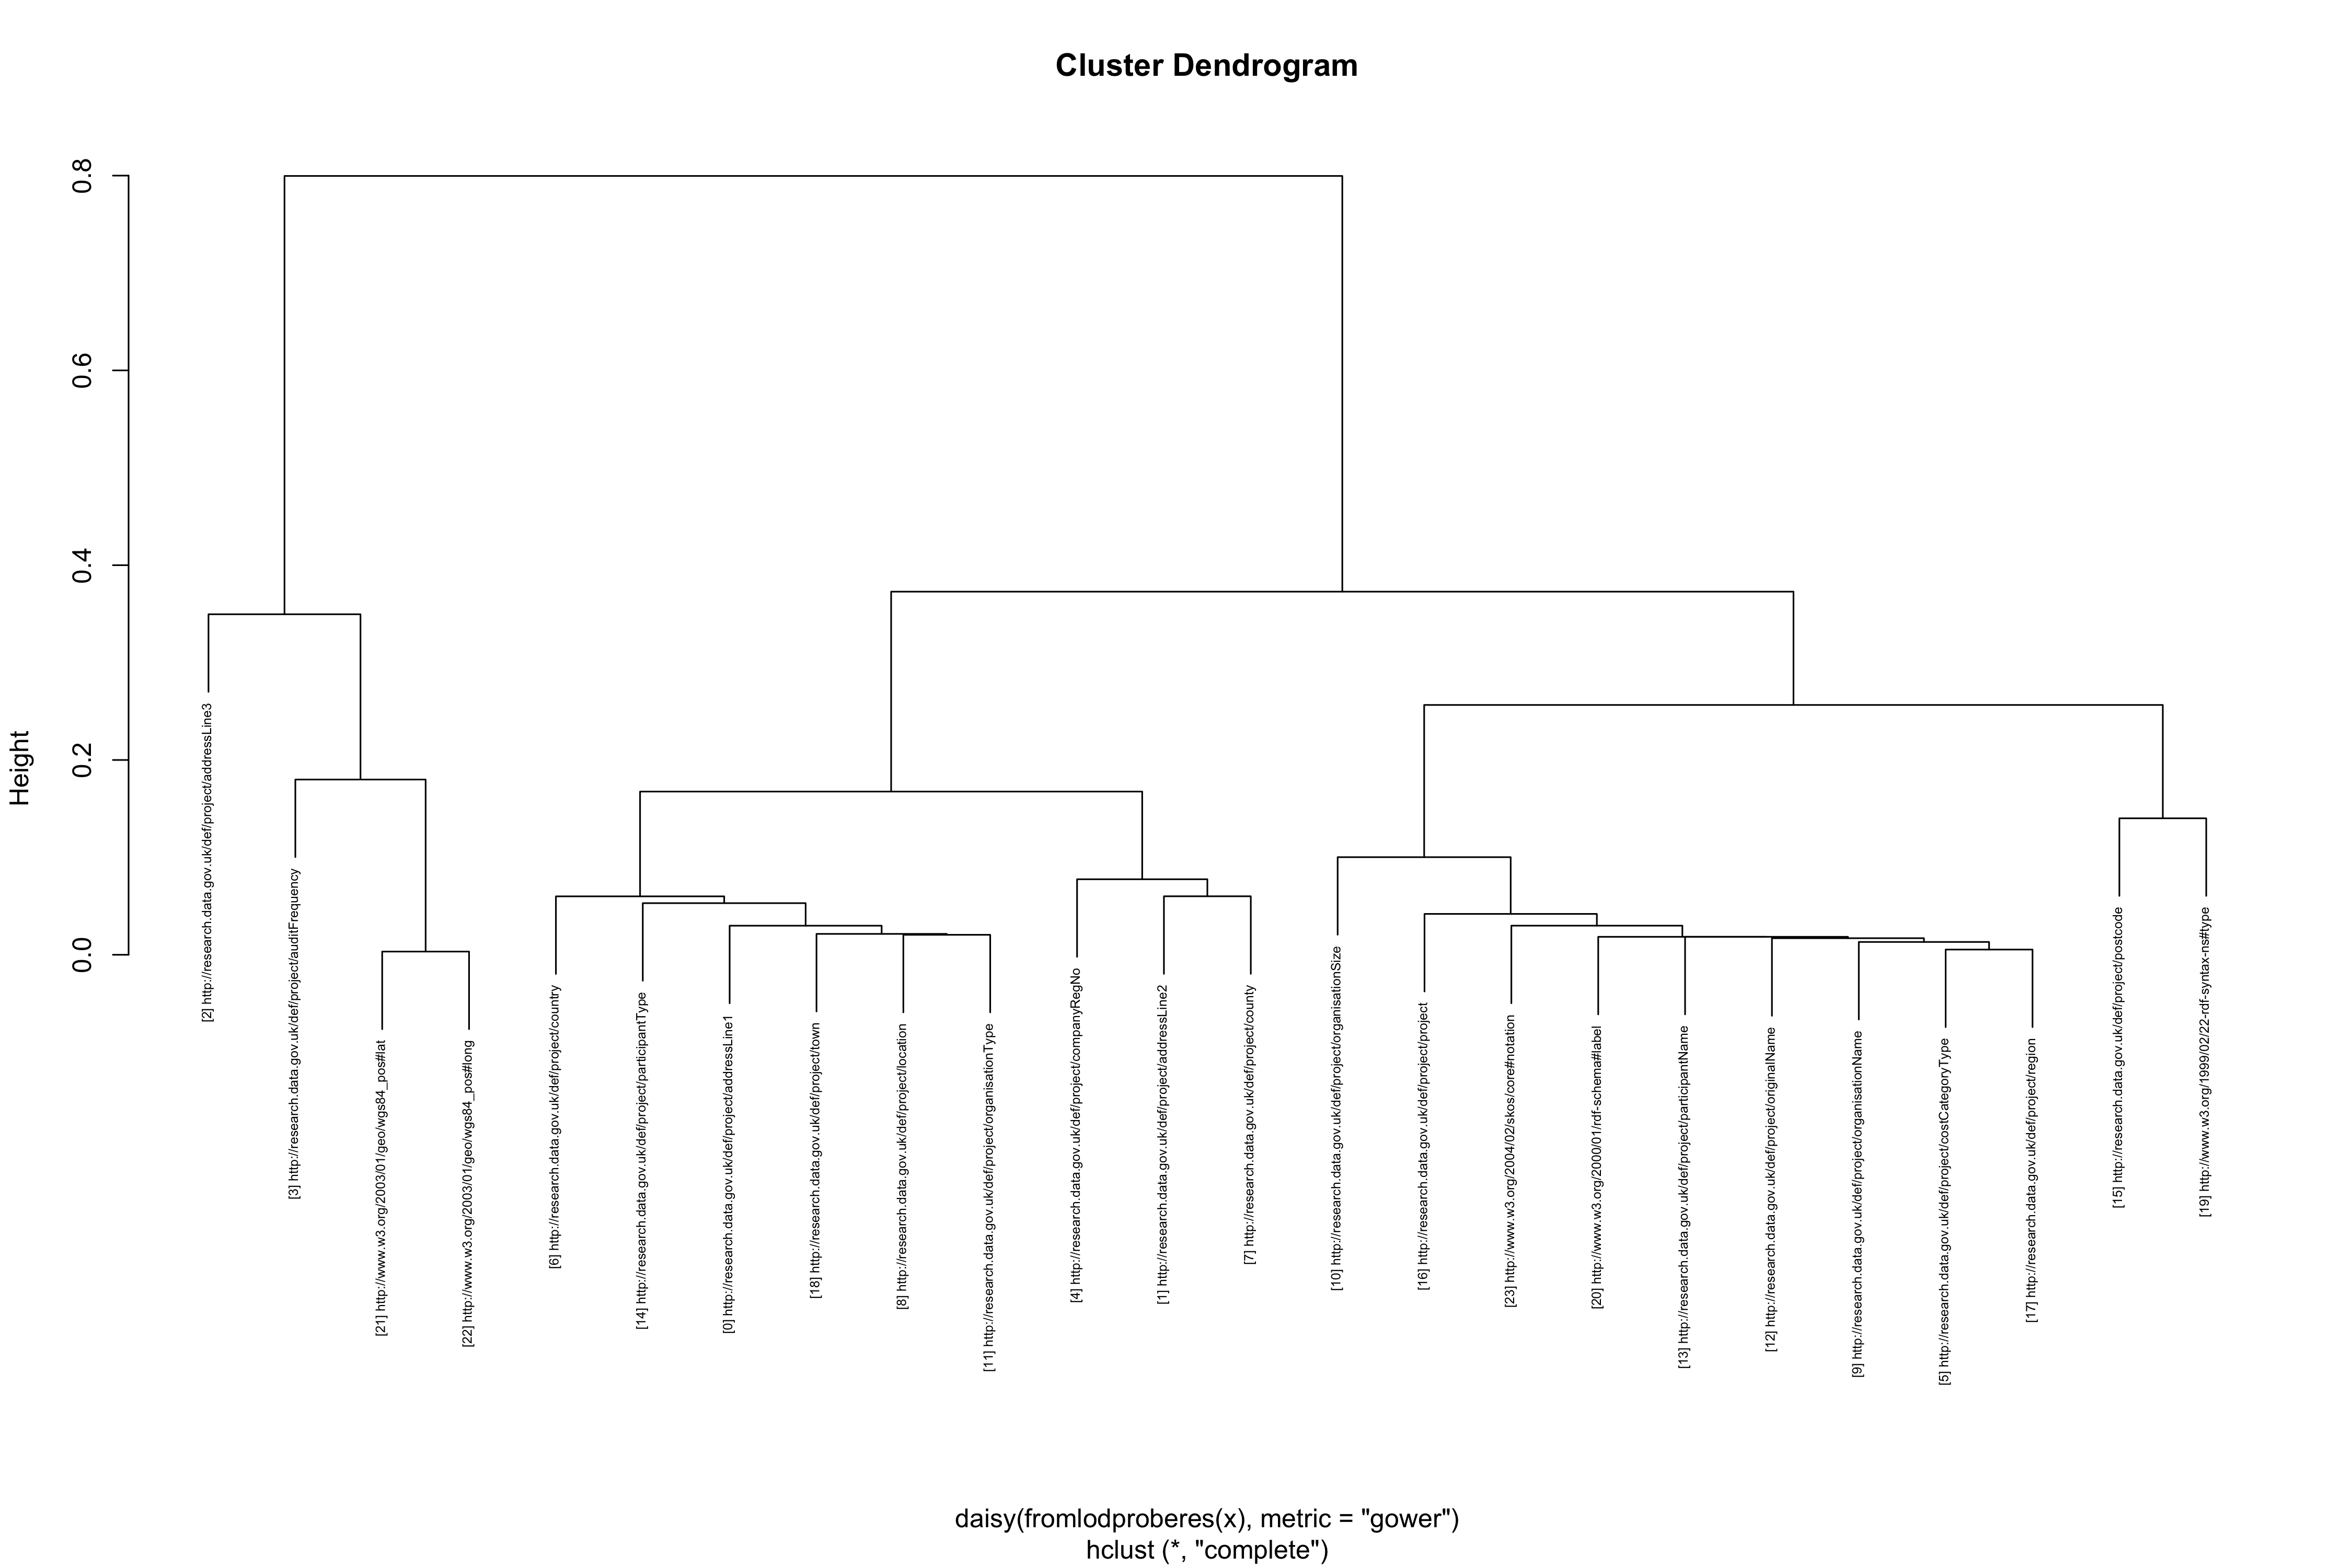 Cluster Dendrogram
Height
0.0
0.2
0.4
0.6
0.8
[2] http://research.data.gov.uk/def/project/addressLine3
[3] http://research.data.gov.uk/def/project/auditFrequency
[21] http://www.w3.org/2003/01/geo/wgs84_pos#lat
[22] http://www.w3.org/2003/01/geo/wgs84_pos#long
[6] http://research.data.gov.uk/def/project/country
[14] http://research.data.gov.uk/def/project/participantType
[0] http://research.data.gov.uk/def/project/addressLine1
[18] http://research.data.gov.uk/def/project/town
[8] http://research.data.gov.uk/def/project/location
[11] http://research.data.gov.uk/def/project/organisationType
[4] http://research.data.gov.uk/def/project/companyRegNo
[1] http://research.data.gov.uk/def/project/addressLine2
[7] http://research.data.gov.uk/def/project/county
[10] http://research.data.gov.uk/def/project/organisationSize
[16] http://research.data.gov.uk/def/project/project
[23] http://www.w3.org/2004/02/skos/core#notation
[20] http://www.w3.org/2000/01/rdf-schema#label
[13] http://research.data.gov.uk/def/project/participantName
[12] http://research.data.gov.uk/def/project/originalName
[9] http://research.data.gov.uk/def/project/organisationName
[5] http://research.data.gov.uk/def/project/costCategoryType
[17] http://research.data.gov.uk/def/project/region
[15] http://research.data.gov.uk/def/project/postcode
[19] http://www.w3.org/1999/02/22-rdf-syntax-ns#type
daisy(fromlodproberes(x), metric = "gower")
hclust (*, "complete")